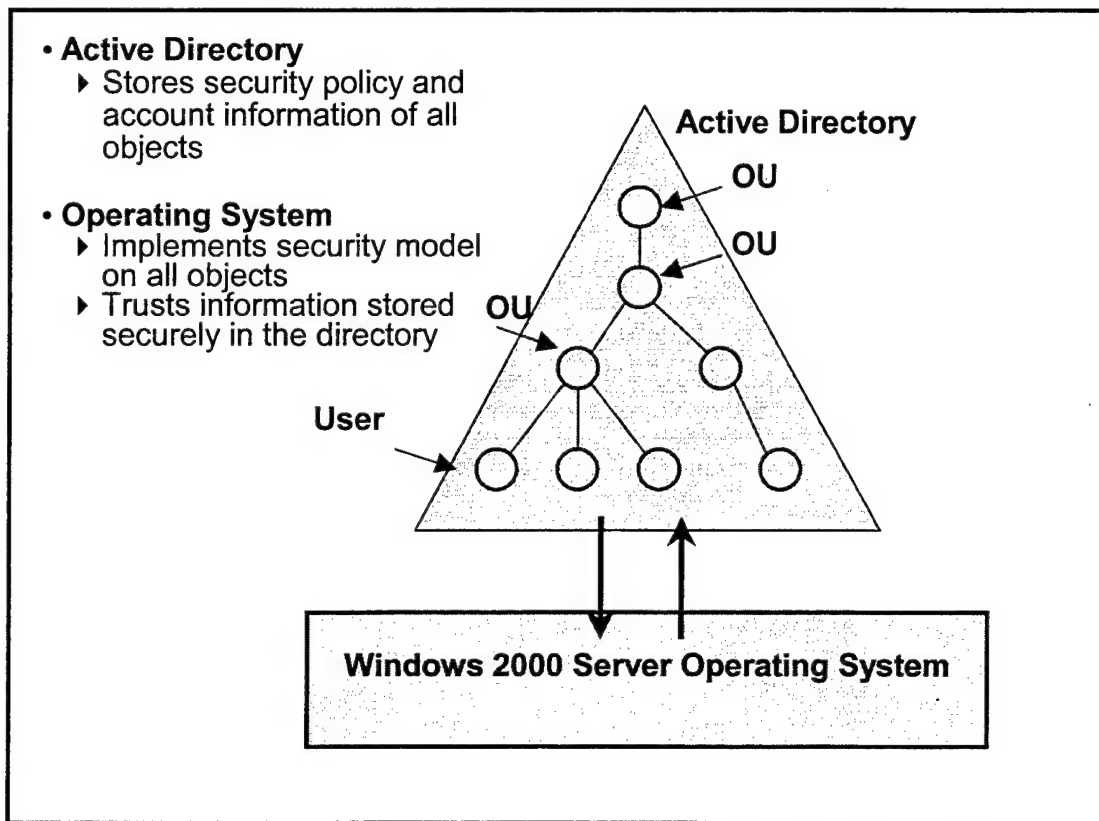 • Active Directory
▸ Stores security policy and
account information of all
objects
• Operating System
▸ Implements security model
on all objects
▸ Trusts information stored
securely in the directory
Active Directory
OU
OU
OU
User
Windows 2000 Server Operating System